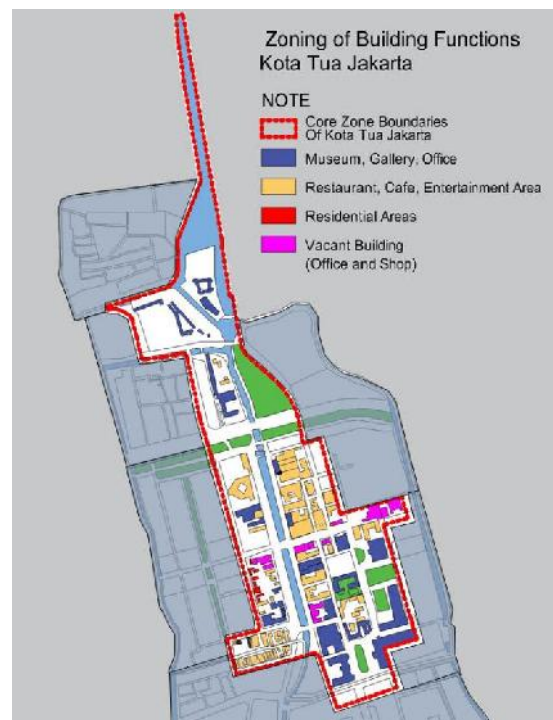 Zoning of Building Functions
Kota Tua Jakarta
NOTE
Core Zone Boundaries
Of Kota Tua Jakarta
Museum, Gallery, Office
Restaurant, Cafe, Entertainment Area
Residential Areas
Vacant Building
(Office and Shop)